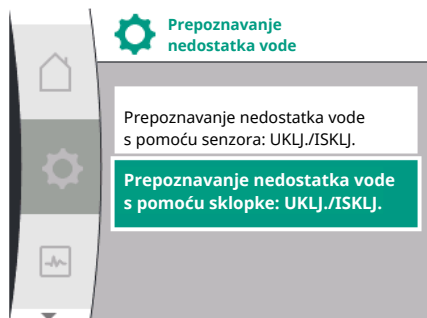 Prepoznavanje
nedostatka vode
Prepoznavanje nedostatka vode
s pomoću senzora: UKLJ./ISKLJ.
Prepoznavanje nedostatka vode
s pomoću sklopke: UKLJ./ISKLJ.